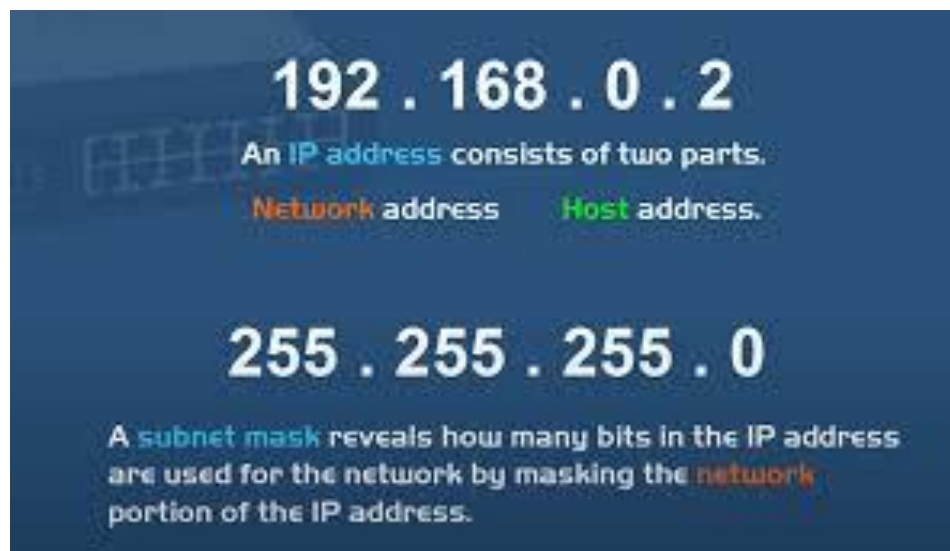 192 . 168 . 0 . 2
An IP address consists of two parts.
Network address Host address.
255 . 255 . 255 . 0
A subnet mask reveals how many bits in the IP address
are used for the network by masking the network
portion of the IP address.